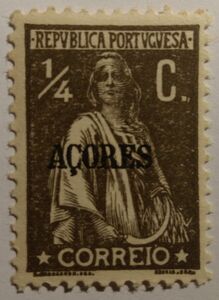 REPVBLICA PORTVGVESA
1/4 C.
AÇORES
CORREIO